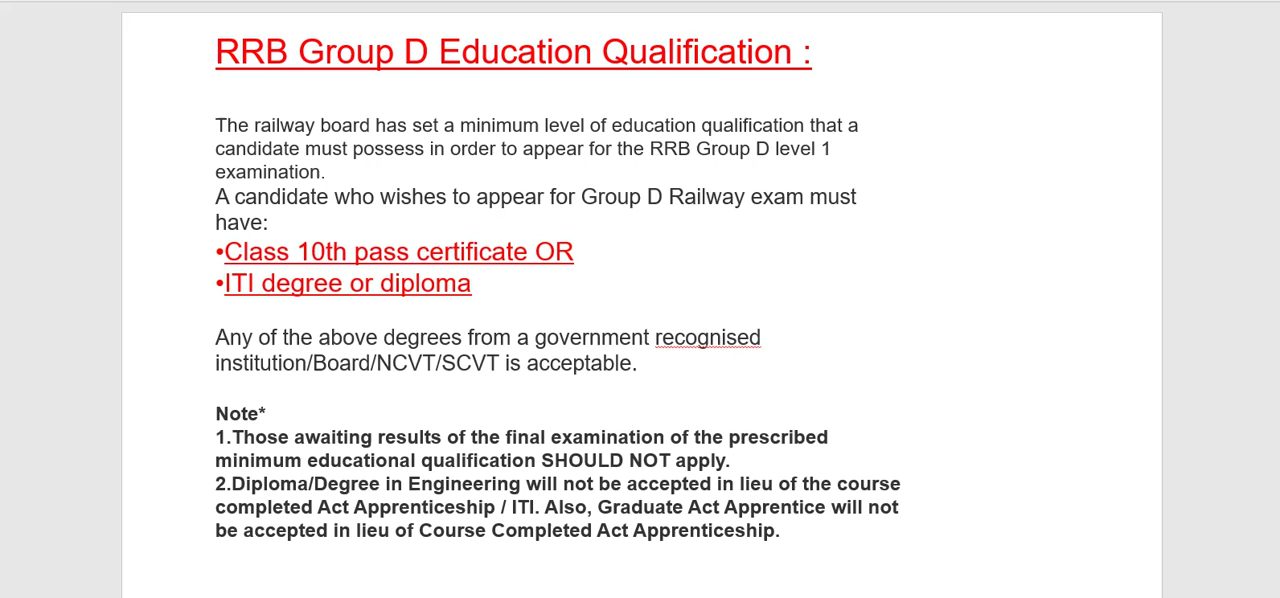 RRB Group D Education Qualification :
The railway board has set a minimum level of education qualification that a
candidate must possess in order to appear for the RRB Group D level 1
examination.
A candidate who wishes to appear for Group D Railway exam must
have:
•Class 10th pass certificate OR
•ITI degree or diploma
Any of the above degrees from a government recognised
institution/Board/NCVT/SCVT is acceptable.
Note*
1.Those awaiting results of the final examination of the prescribed
minimum educational qualification SHOULD NOT apply.
2.Diploma/Degree in Engineering will not be accepted in lieu of the course
completed Act Apprenticeship / ITI. Also, Graduate Act Apprentice will not
be accepted in lieu of Course Completed Act Apprenticeship.